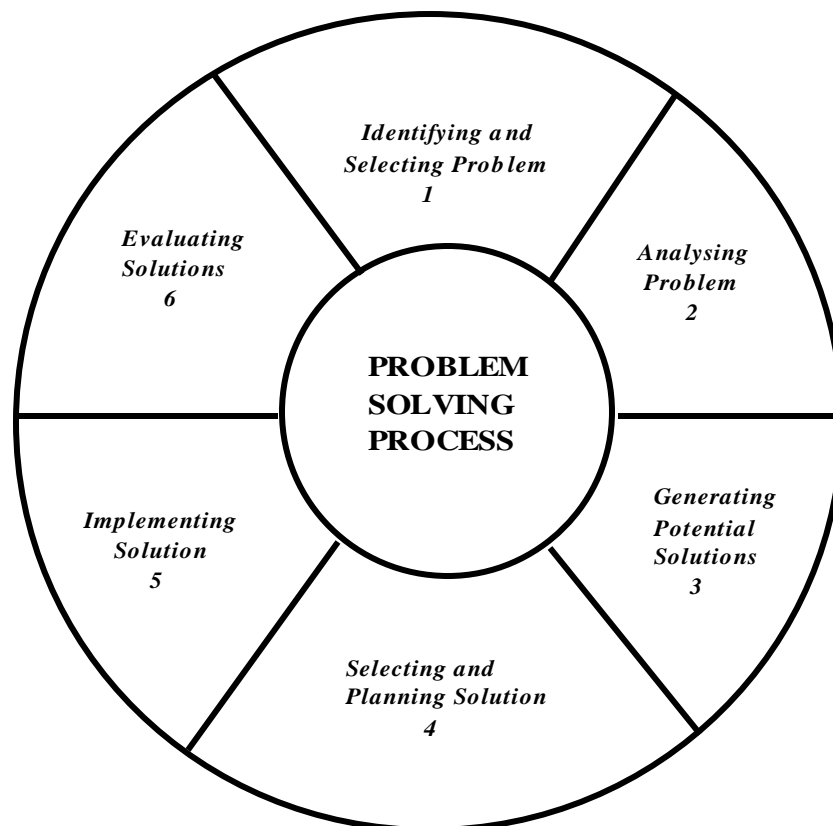 Identifying and
Selecting Problem
1
Analysing
Problem
2
Generating
Potential
Solutions
3
Selecting and
Planning Solution
4
Implementing
Solution
5
Evaluating
Solutions
6
PROBLEM
SOLVING
PROCESS